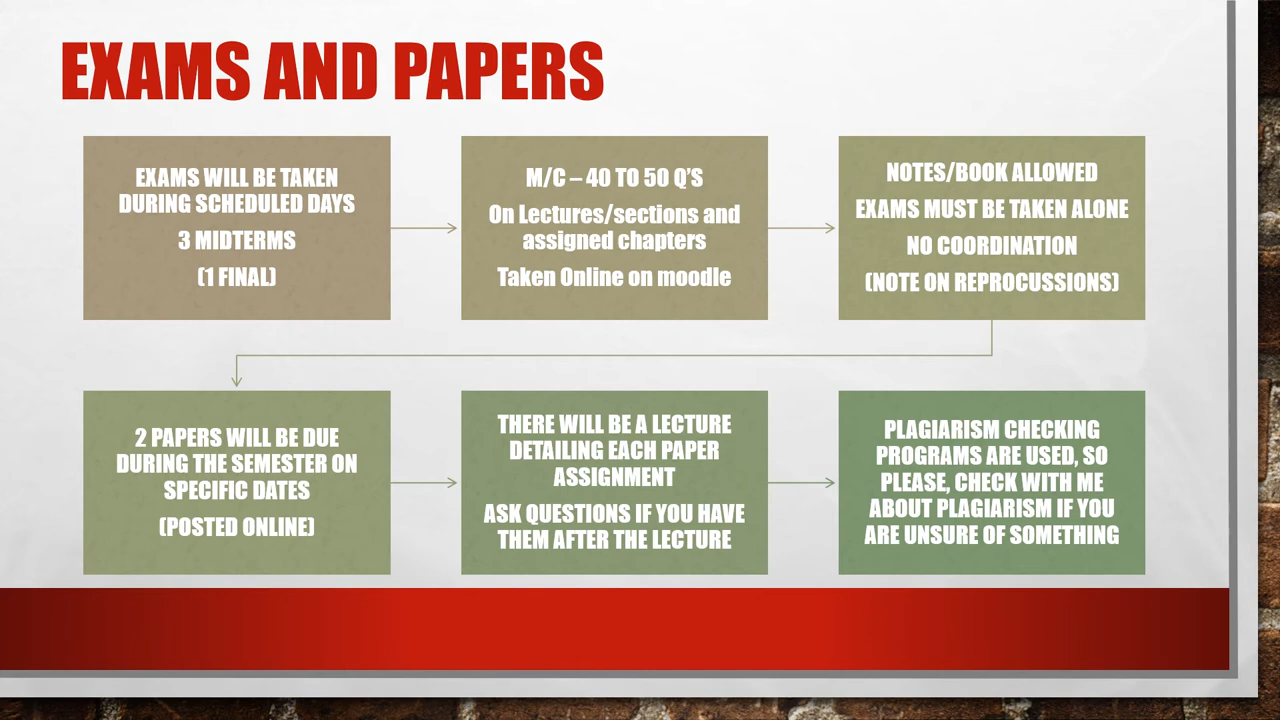 EXAMS AND PAPERS
EXAMS WILL BE TAKEN
DURING SCHEDULED DAYS
3 MIDTERMS
(1 FINAL)
M/C – 40 TO 50 Q'S
On Lectures/sections and
assigned chapters
Taken Online on moodle
NOTES/BOOK ALLOWED
EXAMS MUST BE TAKEN ALONE
NO COORDINATION
(NOTE ON REPROCUSSIONS)
2 PAPERS WILL BE DUE
DURING THE SEMESTER ON
SPECIFIC DATES
(POSTED ONLINE)
THERE WILL BE A LECTURE
DETAILING EACH PAPER
ASSIGNMENT
ASK QUESTIONS IF YOU HAVE
THEM AFTER THE LECTURE
PLAGIARISM CHECKING
PROGRAMS ARE USED, SO
PLEASE, CHECK WITH ME
ABOUT PLAGIARISM IF YOU
ARE UNSURE OF SOMETHING